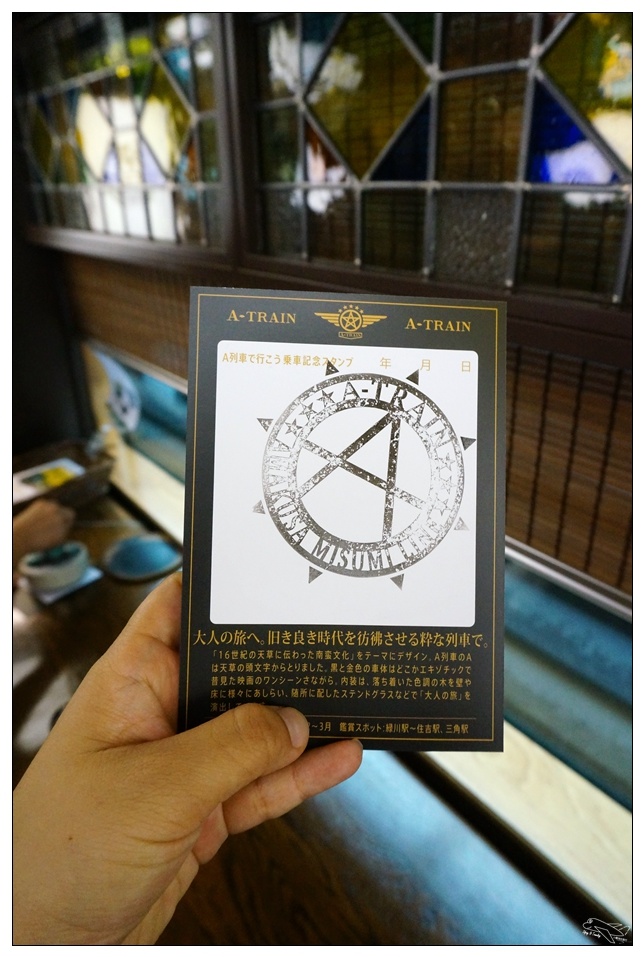 A-TRAIN
A-TRAIN
A-TRAIN
A列車で行こう乗車記念スタンプ 年 月 日
A-TRAIN
AMAKUSA MISUMI LINE
大人の旅へ。旧き良き時代を彷彿させる粋な列車で。
「16世紀の天草に伝わった南蛮文化」をテーマにデザイン。A列車のA
は天草の頭文字からとりました。黒と金色の車体はどこかエキゾチックで
昔見た映画のワンシーンさながら。内装は、落ち着いた色調の木を壁や
床に様々にあしらい、随所に配したステンドグラスなどで「大人の旅」を
演出し
〜3月 鑑賞スポット:緑川駅〜住吉駅、三角駅